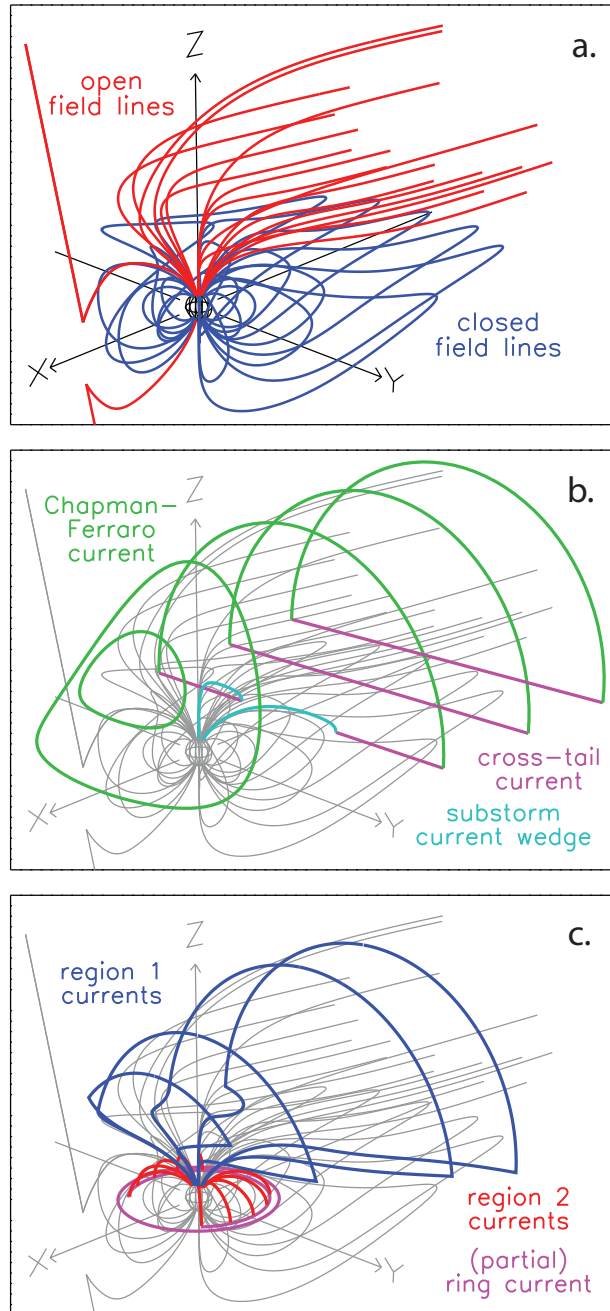 a.
Z
open
field lines
closed
field lines
X
Y
b.
Z
Chapman–
Ferraro
current
cross–tail
current
substorm
current wedge
X
Y
c.
Z
region 1
currents
region 2
currents
(partial)
ring current
X
Y